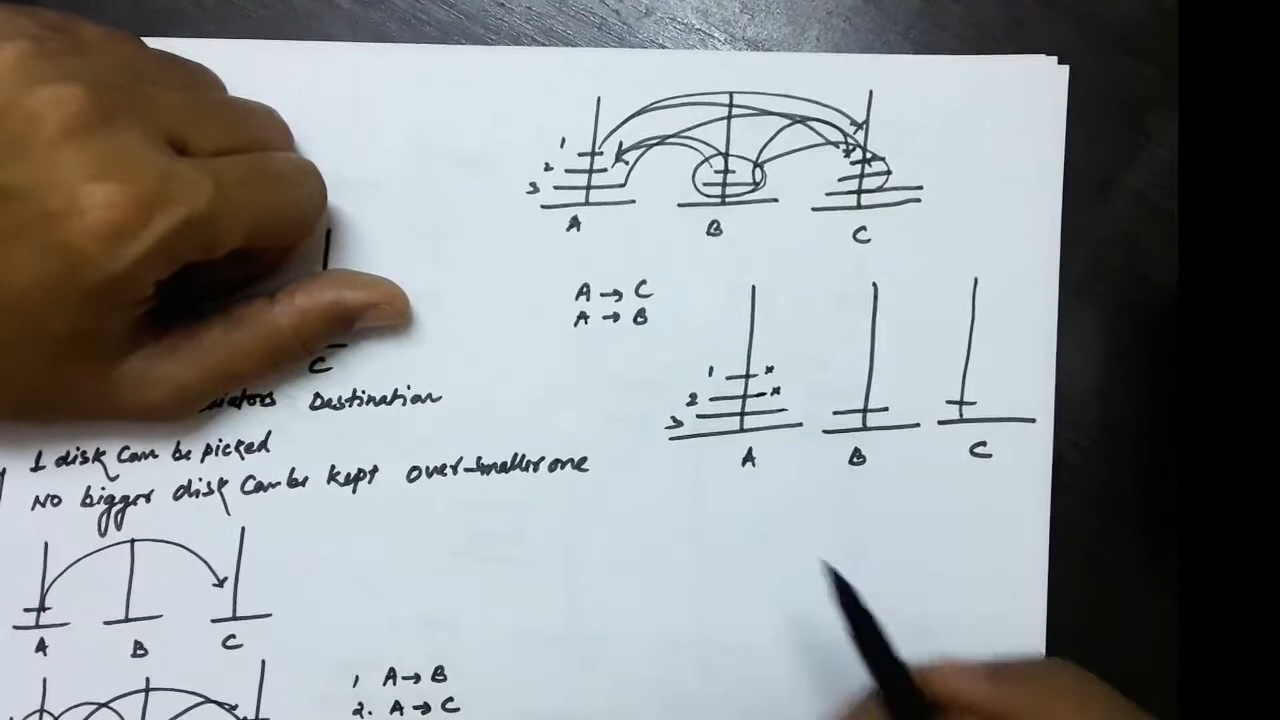 1
2
3
A B C
A → C
A → B
1
2
3
A B C
C
Destination
1 disk can be picked
NO bigger disk can be kept over smaller one
A B C
1 A → B
2. A → C